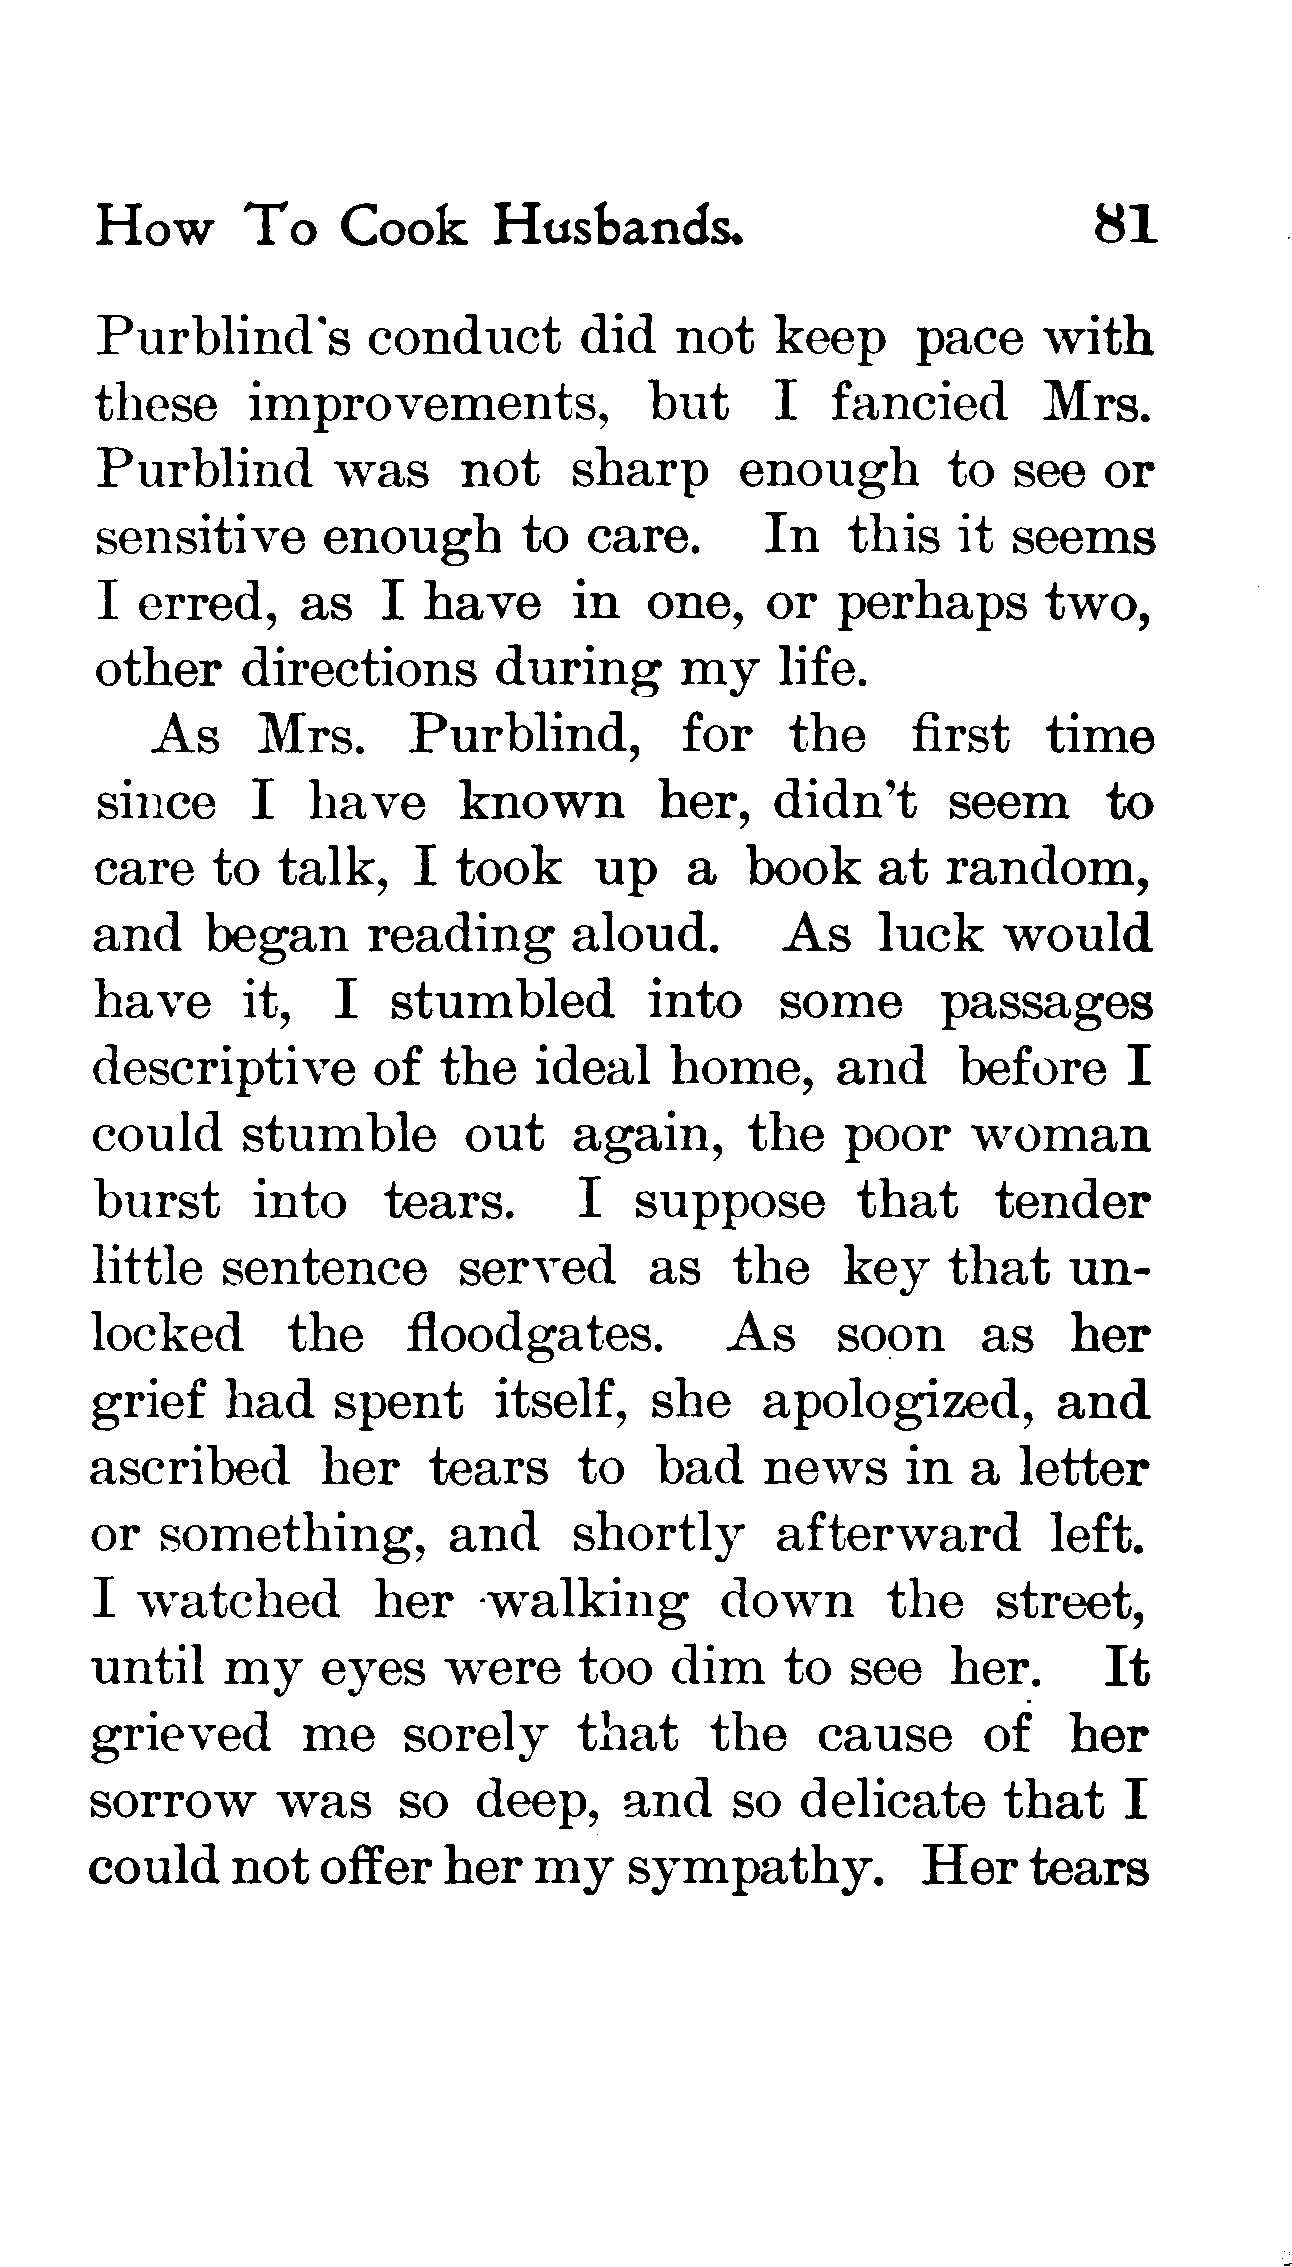 How To Cook Husbands. 81
Purblind's conduct did not keep pace with
these improvements, but I fancied Mrs.
Purblind was not sharp enough to see or
sensitive enough to care. In this it seems
I erred, as I have in one, or perhaps two,
other directions during my life.
As Mrs. Purblind, for the first time
since I have known her, didn't seem to
care to talk, I took up a book at random,
and began reading aloud. As luck would
have it, I stumbled into some passages
descriptive of the ideal home, and before I
could stumble out again, the poor woman
burst into tears. I suppose that tender
little sentence served as the key that un-
locked the floodgates. As soon as her
grief had spent itself, she apologized, and
ascribed her tears to bad news in a letter
or something, and shortly afterward left.
I watched her walking down the street,
until my eyes were too dim to see her. It
grieved me sorely that the cause of her
sorrow was so deep, and so delicate that I
could not offer her my sympathy. Her tears